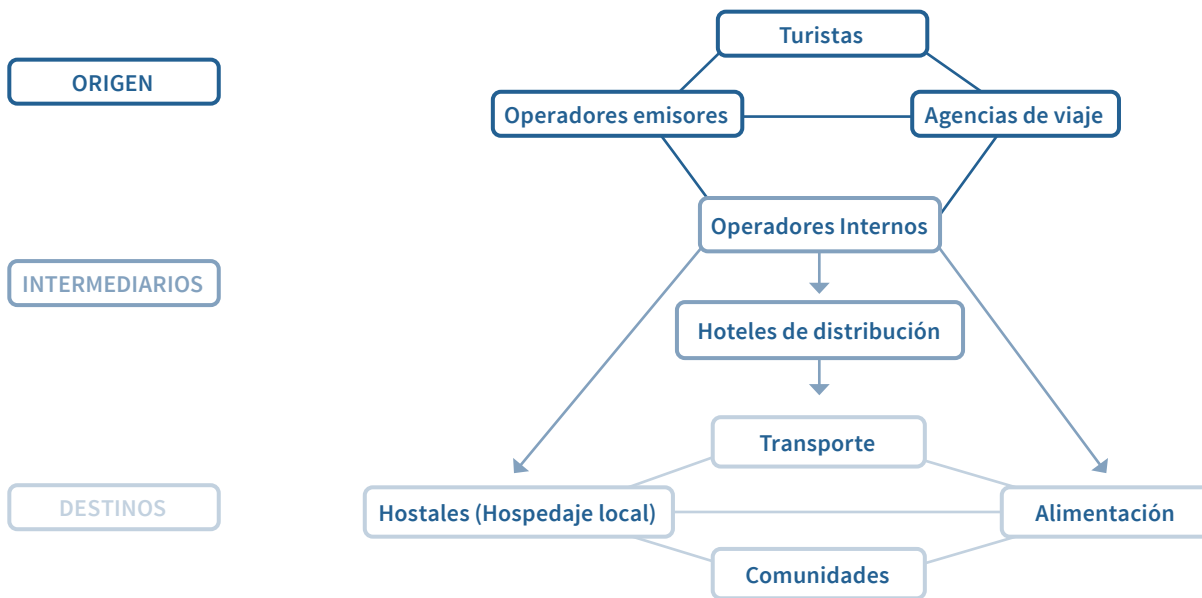 Turistas
ORIGEN
Operadores emisores
Agencias de viaje
Operadores Internos
INTERMEDIARIOS
Hoteles de distribución
Transporte
DESTINOS
Hostales (Hospedaje local)
Alimentación
Comunidades